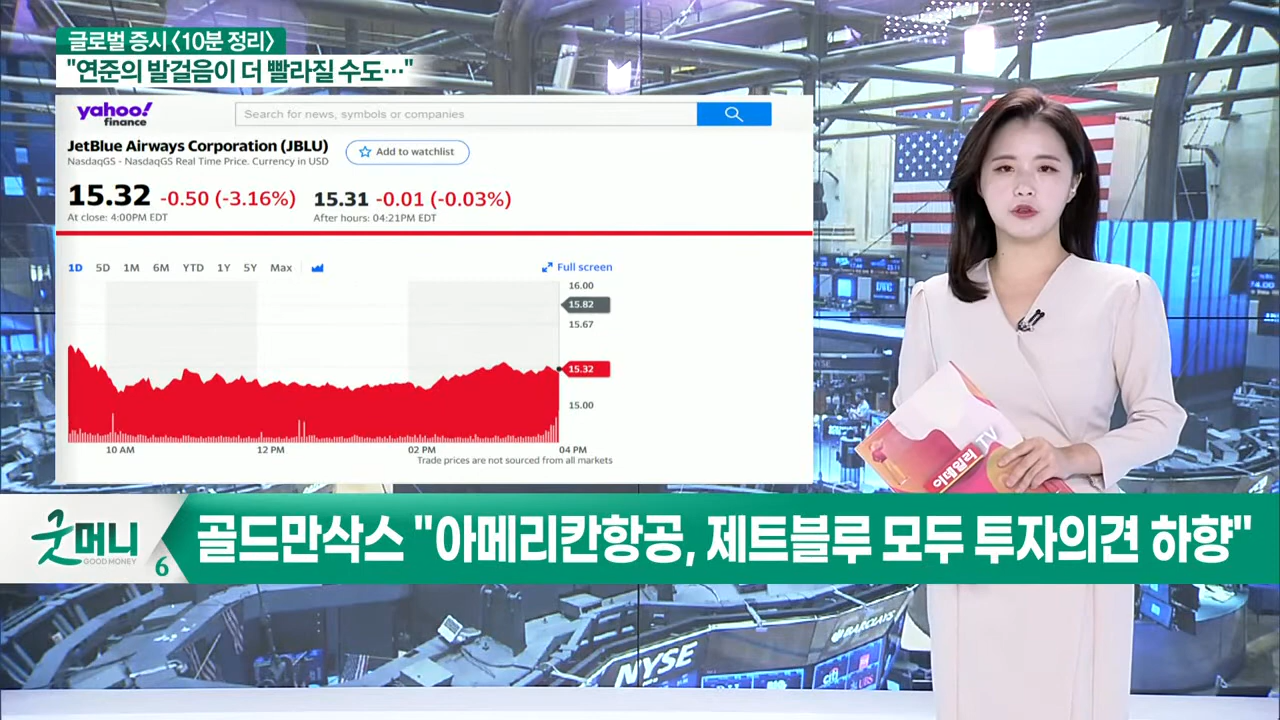 글로벌 증시 <10분 정리>
"연준의 발걸음이 더 빨라질 수도…"
yahoo!
finance
Search for news, symbols or companies
JetBlue Airways Corporation (JBLU)
Add to watchlist
NasdaqGS - NasdaqGS Real Time Price. Currency in USD
15.32 -0.50 (-3.16%) 15.31 -0.01 (-0.03%)
At close: 4:00PM EDT
After hours: 04:21PM EDT
1D 5D 1M 6M YTD 1Y 5Y Max
Full screen
16.00
15.82
15.67
15.32
15.00
10 AM 12 PM 02 PM 04 PM
Trade prices are not sourced from all markets
이데일리 TV
굿머니
GOOD MONEY
6
골드만삭스 "아메리칸항공, 제트블루 모두 투자의견 하향"
BARCLAYS
NYSE
citi
UBS